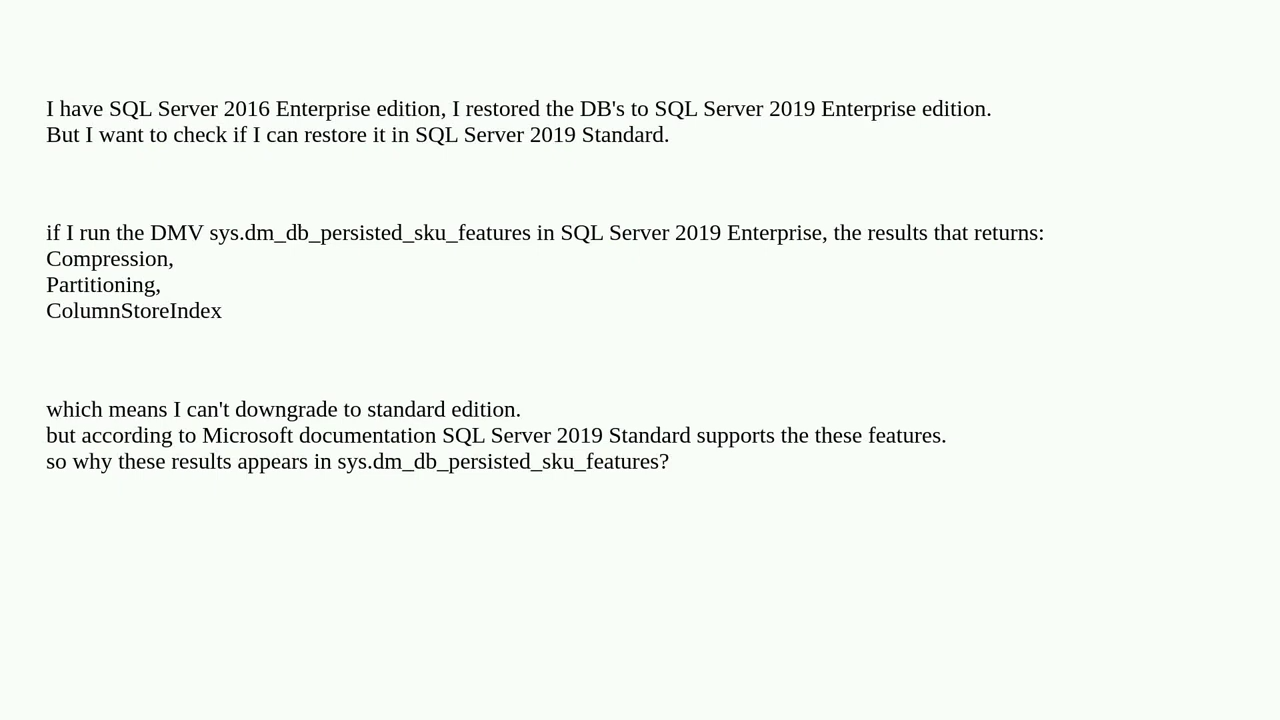 I have SQL Server 2016 Enterprise edition, I restored the DB's to SQL Server 2019 Enterprise edition.
But I want to check if I can restore it in SQL Server 2019 Standard.
if I run the DMV sys.dm_db_persisted_sku_features in SQL Server 2019 Enterprise, the results that returns:
Compression,
Partitioning,
ColumnStoreIndex
which means I can't downgrade to standard edition.
but according to Microsoft documentation SQL Server 2019 Standard supports the these features.
so why these results appears in sys.dm_db_persisted_sku_features?